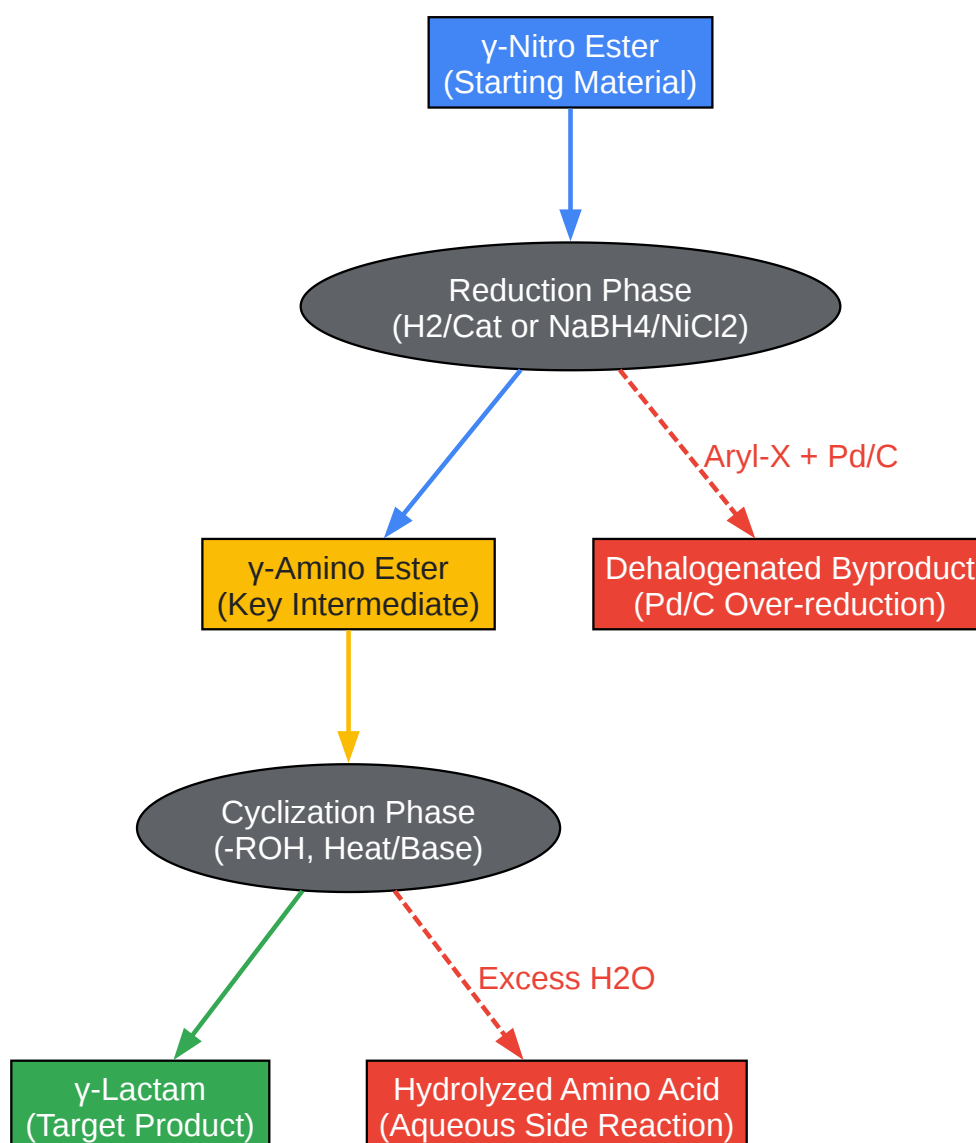 γ-Nitro Ester
(Starting Material)
Reduction Phase
(H2/Cat or NaBH4/NiCl2)
Aryl-X + Pd/C
γ-Amino Ester
(Key Intermediate)
Dehalogenated Byproduct
(Pd/C Over-reduction)
Cyclization Phase
(-ROH, Heat/Base)
Excess H2O
γ-Lactam
(Target Product)
Hydrolyzed Amino Acid
(Aqueous Side Reaction)